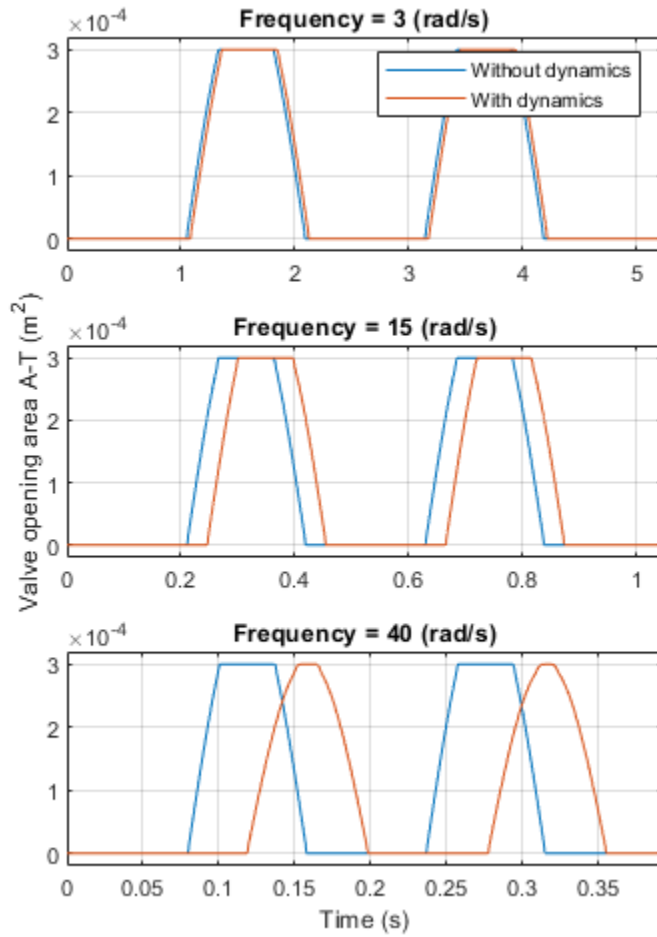 Frequency = 3 (rad/s)
×10⁻⁴
3
2
1
0
0 1 2 3 4 5
Without dynamics
With dynamics
Valve opening area A-T (m²)
Frequency = 15 (rad/s)
×10⁻⁴
3
2
1
0
0 0.2 0.4 0.6 0.8 1
Frequency = 40 (rad/s)
×10⁻⁴
3
2
1
0
0 0.05 0.1 0.15 0.2 0.25 0.3 0.35
Time (s)